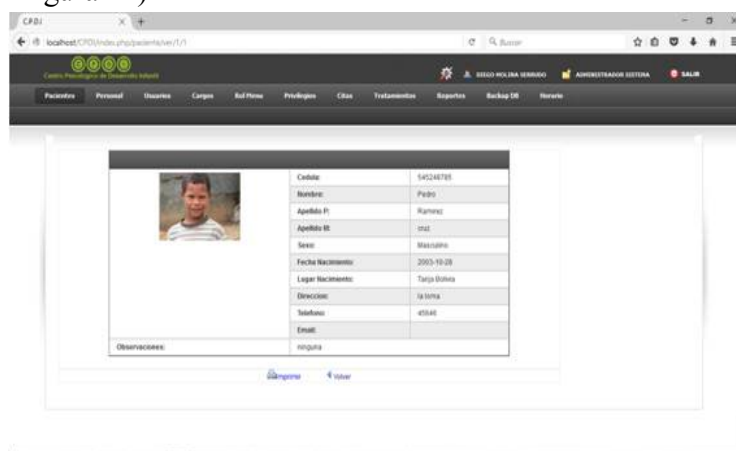 CPDI
localhost/CPDI/index.php/paciente/ver/1/1
Buscar
CPDI
Centro Psicologico de Desarrollo Infantil
DIEGO MOLINA SERRUDO
ADMINISTRADOR SISTEMA
SALIR
Pacientes Personal Usuarios Cargos Rol Menu Privilegios Citas Tratamientos Reportes Backup DB Horario
Cedula: 545246785
Nombre: Pedro
Apellido P: Ramirez
Apellido M: cruz
Sexo: Masculino
Fecha Nacimiento: 2003-10-28
Lugar Nacimiento: Tarija Bolivia
Direccion: la loma
Telefono: 45646
Email:
Observaciones: ninguna
Imprimir Volver